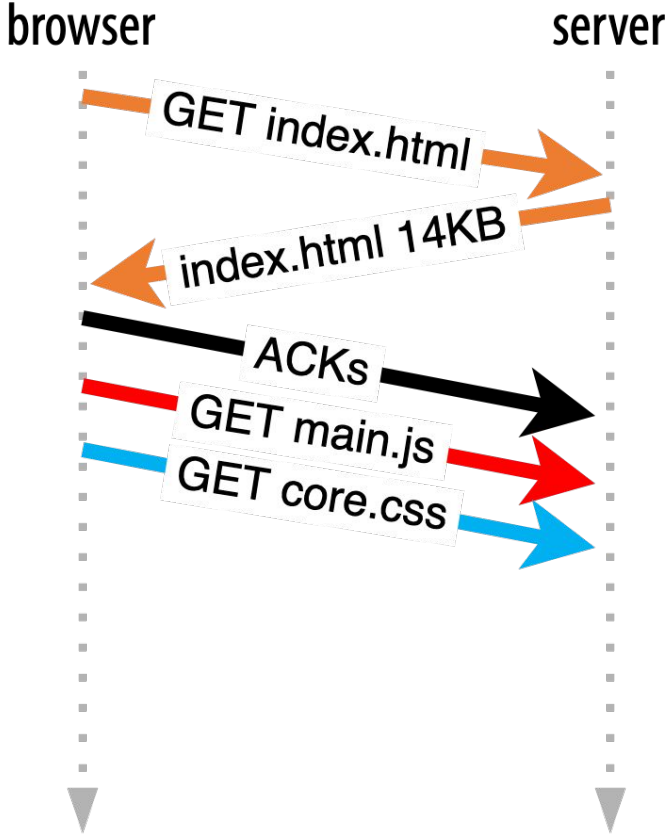 browser
server
GET index.html
index.html 14KB
ACKs
GET main.js
GET core.css